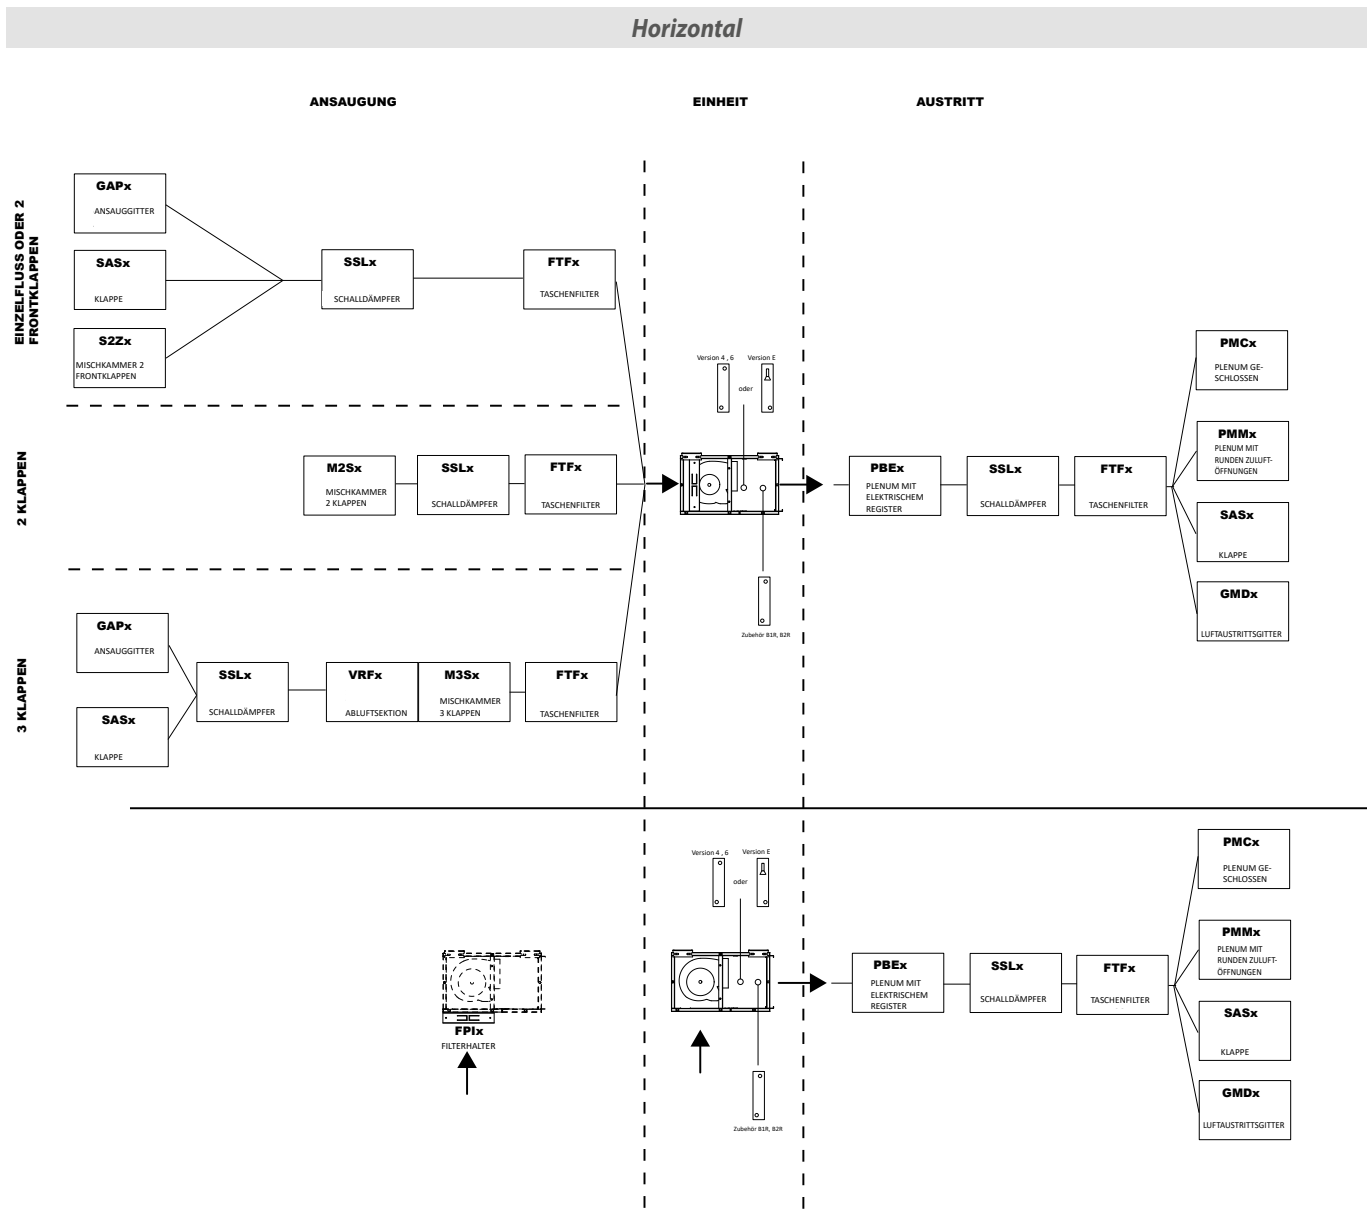 Horizontal
ANSAUGUNG
EINHEIT
AUSTRITT
EINZELFLUSS ODER 2
FRONTKLAPPEN
GAPx
ANSAUGGITTER
SASx
KLAPPE
S2Zx
MISCHKAMMER 2
FRONTKLAPPEN
SSLx
SCHALLDÄMPFER
FTFx
TASCHENFILTER
2 KLAPPEN
M2Sx
MISCHKAMMER
2 KLAPPEN
SSLx
SCHALLDÄMPFER
FTFx
TASCHENFILTER
3 KLAPPEN
GAPx
ANSAUGGITTER
SASx
KLAPPE
SSLx
SCHALLDÄMPFER
VRFx
ABLUFTSEKTION
M3Sx
MISCHKAMMER
3 KLAPPEN
FTFx
TASCHENFILTER
Version 4 , 6
Version E
oder
Zubehör B1R, B2R
PBEx
PLENUM MIT
ELEKTRISCHEM
REGISTER
SSLx
SCHALLDÄMPFER
FTFx
TASCHENFILTER
PMCx
PLENUM GE-
SCHLOSSEN
PMMx
PLENUM MIT
RUNDEN ZULUFT-
ÖFFNUNGEN
SASx
KLAPPE
GMDx
LUFTAUSTRITTSGITTER
FPIx
FILTERHALTER
Version 4 , 6
Version E
oder
Zubehör B1R, B2R
PBEx
PLENUM MIT
ELEKTRISCHEM
REGISTER
SSLx
SCHALLDÄMPFER
FTFx
TASCHENFILTER
PMCx
PLENUM GE-
SCHLOSSEN
PMMx
PLENUM MIT
RUNDEN ZULUFT-
ÖFFNUNGEN
SASx
KLAPPE
GMDx
LUFTAUSTRITTSGITTER